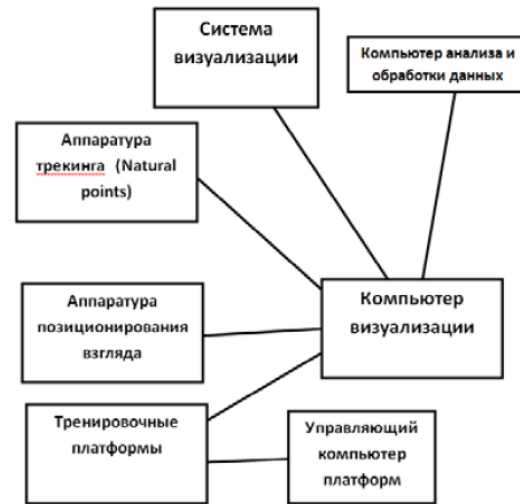 Система
визуализации
Компьютер анализа и
обработки данных
Аппаратура
трекинга (Natural
points)
Аппаратура
позиционирования
взгляда
Компьютер
визуализации
Тренировочные
платформы
Управляющий
компьютер
платформ